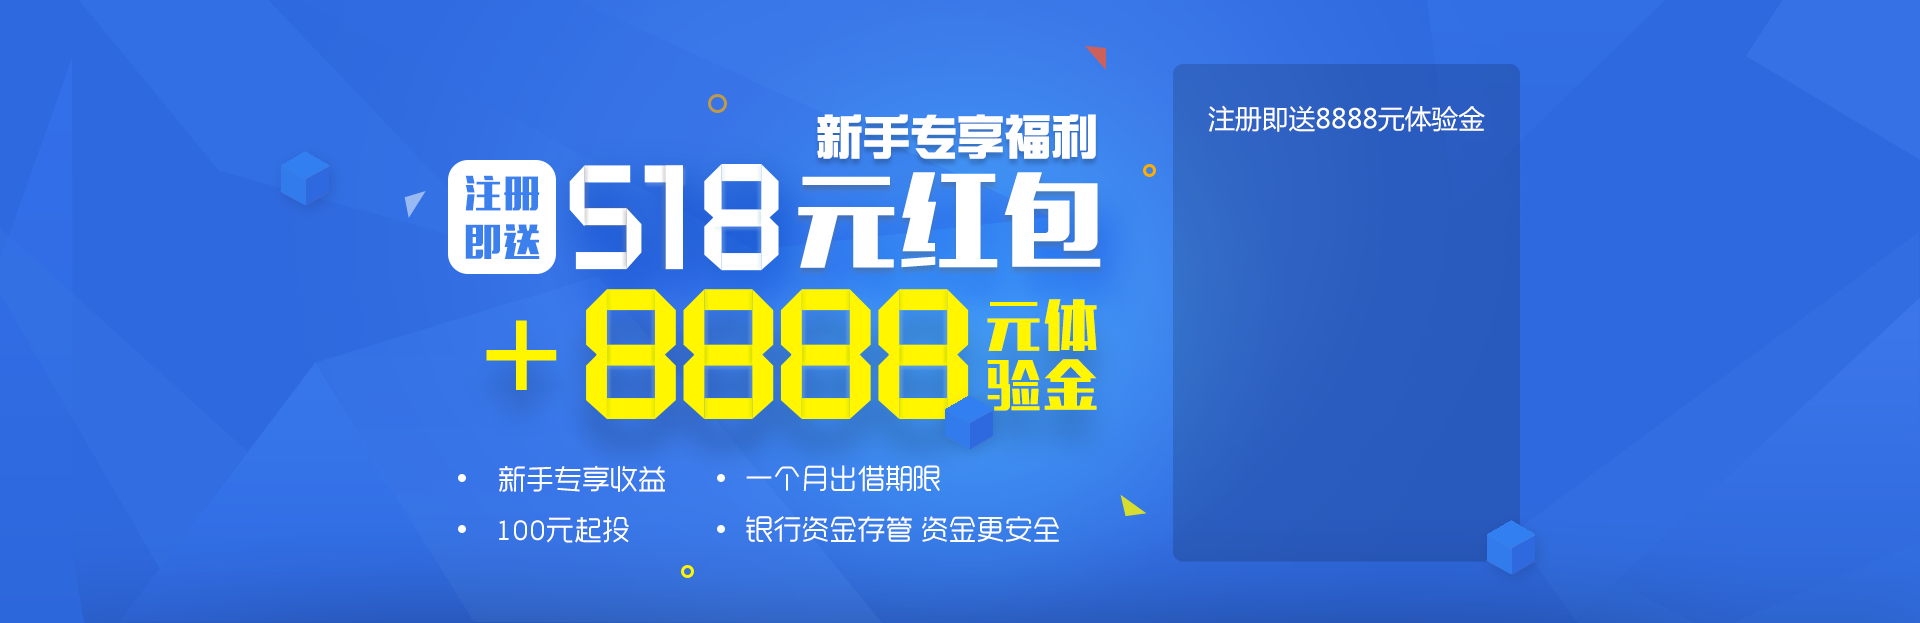 新手专享福利
注册
即送
518元红包
+8888元体
验金
• 新手专享收益
• 一个月出借期限
• 100元起投
• 银行资金存管 资金更安全
注册即送8888元体验金